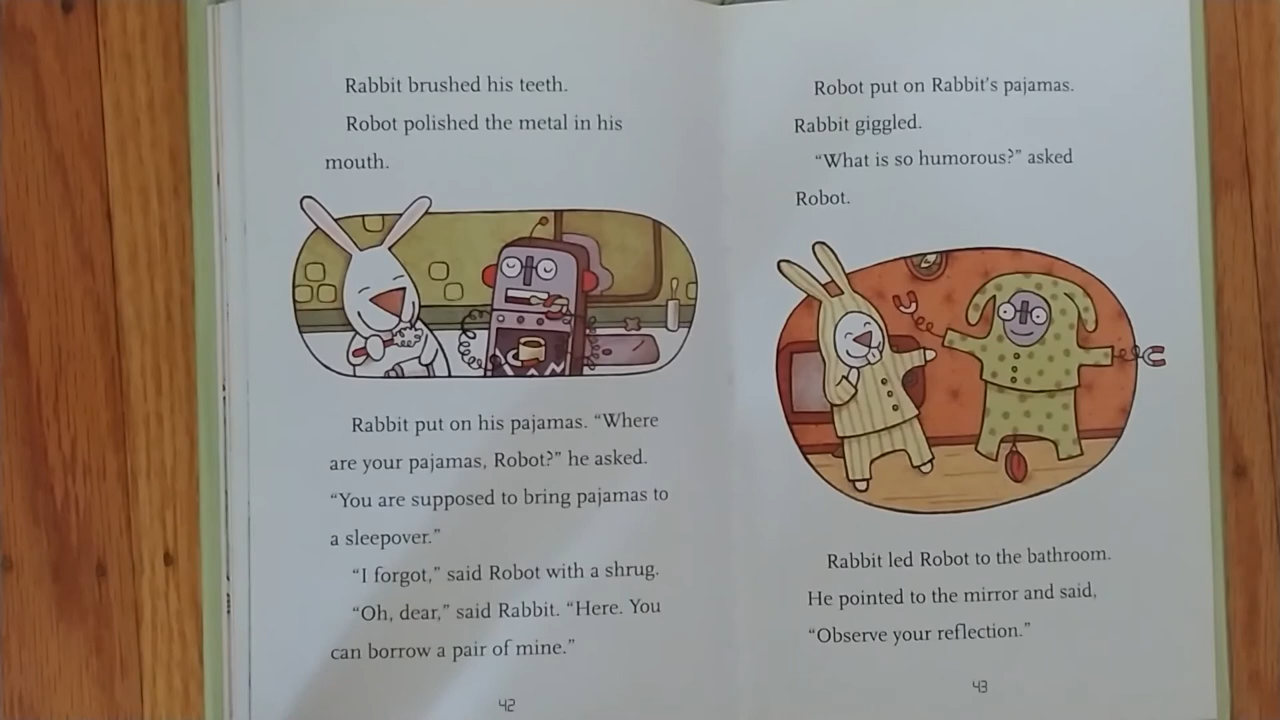 Rabbit brushed his teeth.
Robot polished the metal in his
mouth.
Rabbit put on his pajamas. “Where
are your pajamas, Robot?” he asked.
“You are supposed to bring pajamas to
a sleepover.”
“I forgot,” said Robot with a shrug.
“Oh, dear,” said Rabbit. “Here. You
can borrow a pair of mine.”
42
Robot put on Rabbit’s pajamas.
Rabbit giggled.
“What is so humorous?” asked
Robot.
Rabbit led Robot to the bathroom.
He pointed to the mirror and said,
“Observe your reflection.”
43